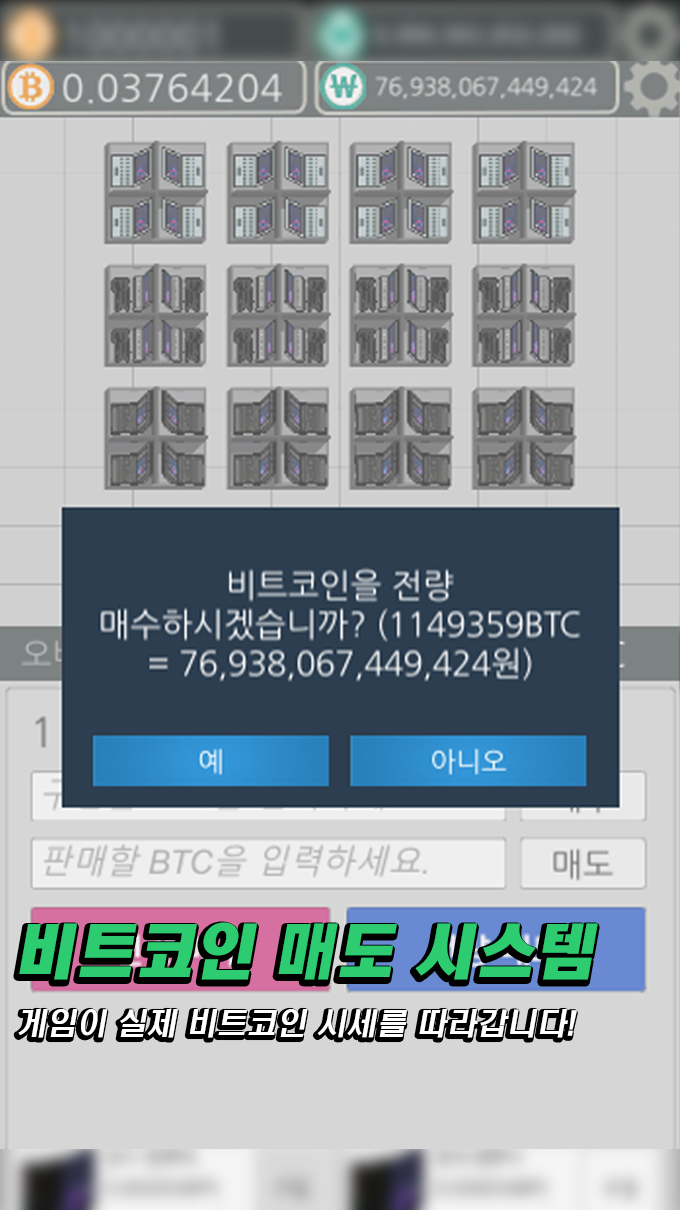 0.03764204
76,938,067,449,424
비트코인을 전량
매수하시겠습니까? (1149359BTC
= 76,938,067,449,424원)
예
아니오
1
판매할 BTC을 입력하세요.
매도
비트코인 매도 시스템
게임이 실제 비트코인 시세를 따라갑니다!